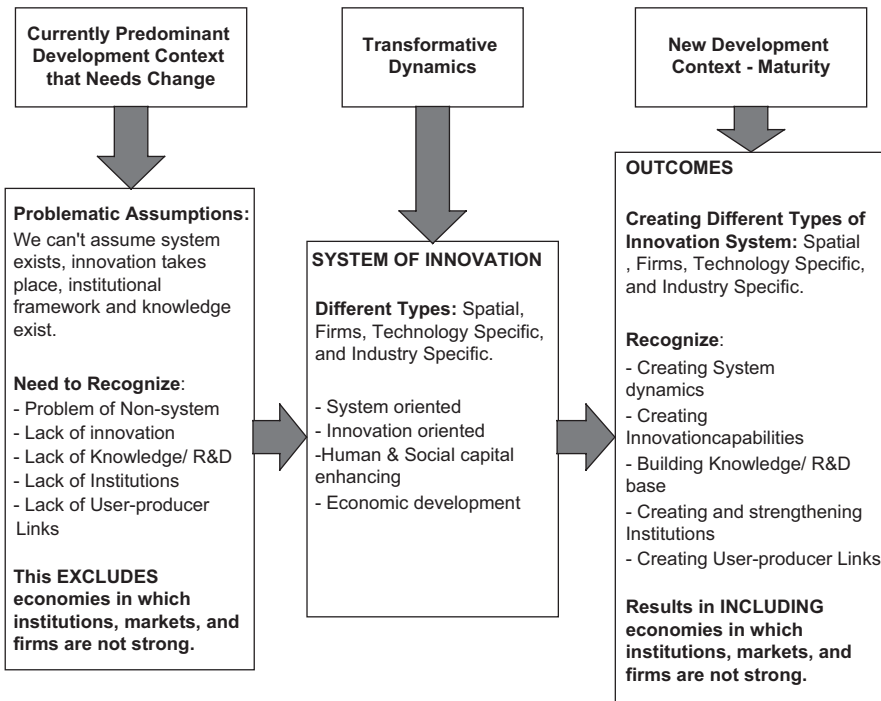 Currently Predominant
Development Context
that Needs Change
Transformative
Dynamics
New Development
Context - Maturity
Problematic Assumptions:
We can't assume system
exists, innovation takes
place, institutional
framework and knowledge
exist.
Need to Recognize:
- Problem of Non-system
- Lack of innovation
- Lack of Knowledge/ R&D
- Lack of Institutions
- Lack of User-producer
Links
This EXCLUDES
economies in which
institutions, markets, and
firms are not strong.
SYSTEM OF INNOVATION
Different Types: Spatial,
Firms, Technology Specific,
and Industry Specific.
- System oriented
- Innovation oriented
-Human & Social capital
enhancing
- Economic development
OUTCOMES
Creating Different Types of
Innovation System: Spatial
, Firms, Technology Specific,
and Industry Specific.
Recognize:
- Creating System
dynamics
- Creating
Innovationcapabilities
- Building Knowledge/ R&D
base
- Creating and strengthening
Institutions
- Creating User-producer Links
Results in INCLUDING
economies in which
institutions, markets, and
firms are not strong.